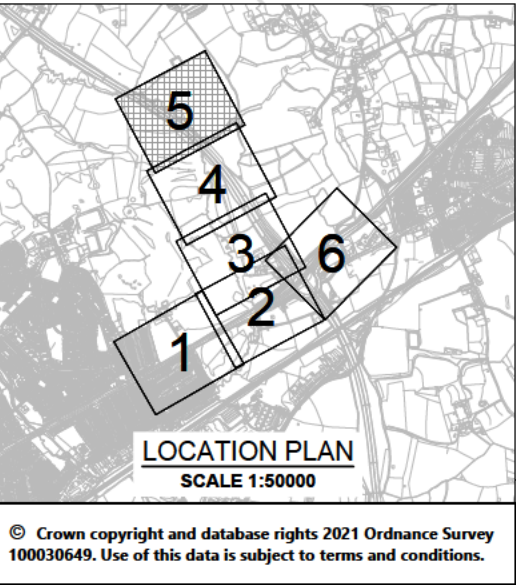 5
4
3
6
2
1
LOCATION PLAN
SCALE 1:50000
© Crown copyright and database rights 2021 Ordnance Survey
100030649. Use of this data is subject to terms and conditions.